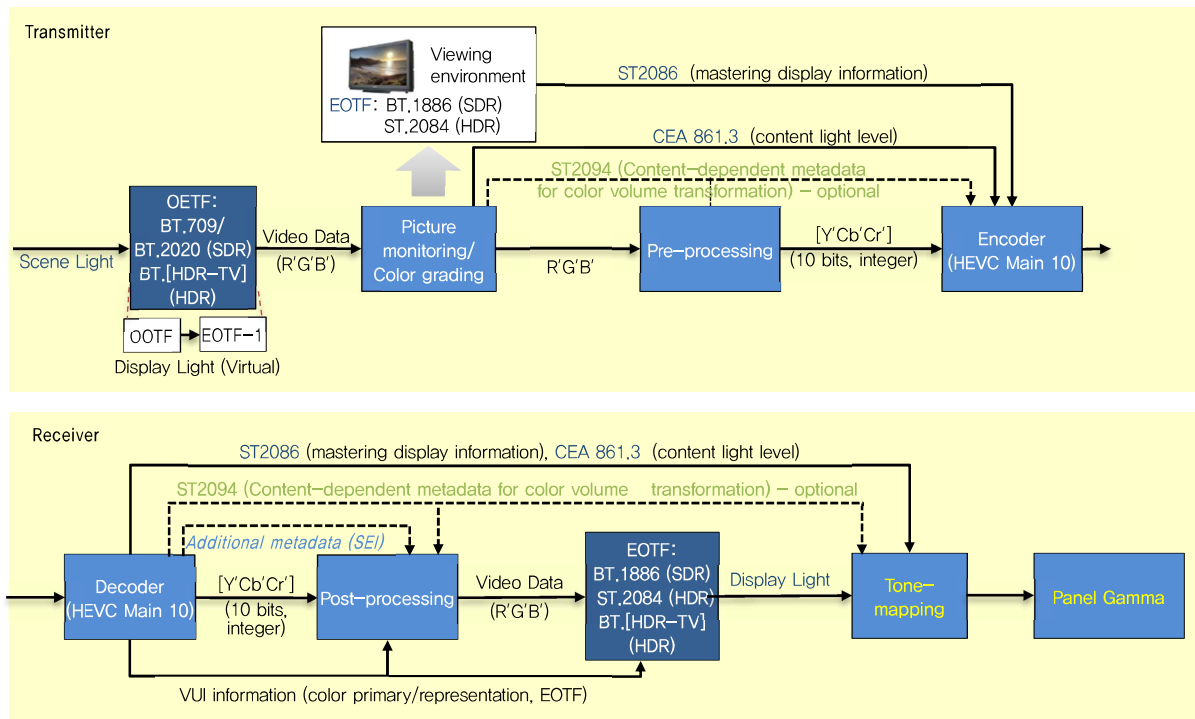 Transmitter
Viewing
environment
EOTF: BT.1886 (SDR)
ST.2084 (HDR)
ST2086 (mastering display information)
CEA 861.3 (content light level)
ST2094 (Content-dependent metadata
for color volume transformation) - optional
OETF:
BT.709/
BT.2020 (SDR)
BT.[HDR-TV]
(HDR)
Scene Light
Video Data
(R'G'B')
Picture
monitoring/
Color grading
R'G'B'
Pre-processing
[Y'Cb'Cr']
(10 bits, integer)
Encoder
(HEVC Main 10)
OOTF
EOTF-1
Display Light (Virtual)
Receiver
ST2086 (mastering display information), CEA 861.3 (content light level)
ST2094 (Content-dependent metadata for color volume transformation) - optional
Additional metadata (SEI)
Decoder
(HEVC Main 10)
[Y'Cb'Cr']
(10 bits,
integer)
Post-processing
Video Data
(R'G'B')
EOTF:
BT.1886 (SDR)
ST.2084 (HDR)
BT.[HDR-TV]
(HDR)
Display Light
Tone-
mapping
Panel Gamma
VUI information (color primary/representation, EOTF)